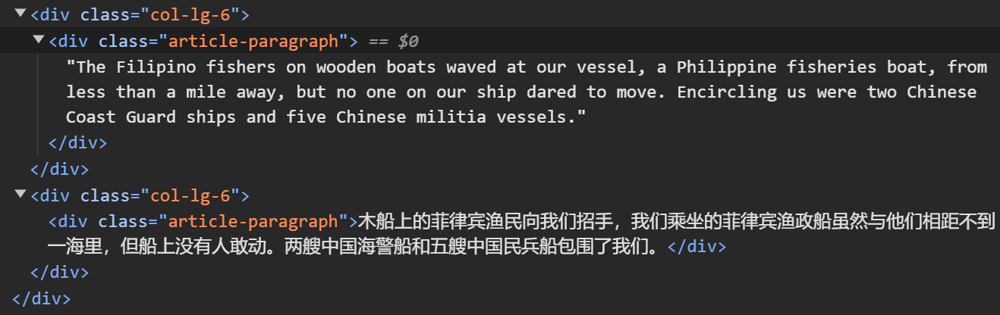 ▼<div class="col-lg-6">
▼<div class="article-paragraph"> == $0
"The Filipino fishers on wooden boats waved at our vessel, a Philippine fisheries boat, from
less than a mile away, but no one on our ship dared to move. Encircling us were two Chinese
Coast Guard ships and five Chinese militia vessels."
</div>
</div>
▼<div class="col-lg-6">
<div class="article-paragraph">木船上的菲律宾渔民向我们招手，我们乘坐的菲律宾渔政船虽然与他们相距不到
一海里，但船上没有人敢动。两艘中国海警船和五艘中国民兵船包围了我们。</div>
</div>
</div>